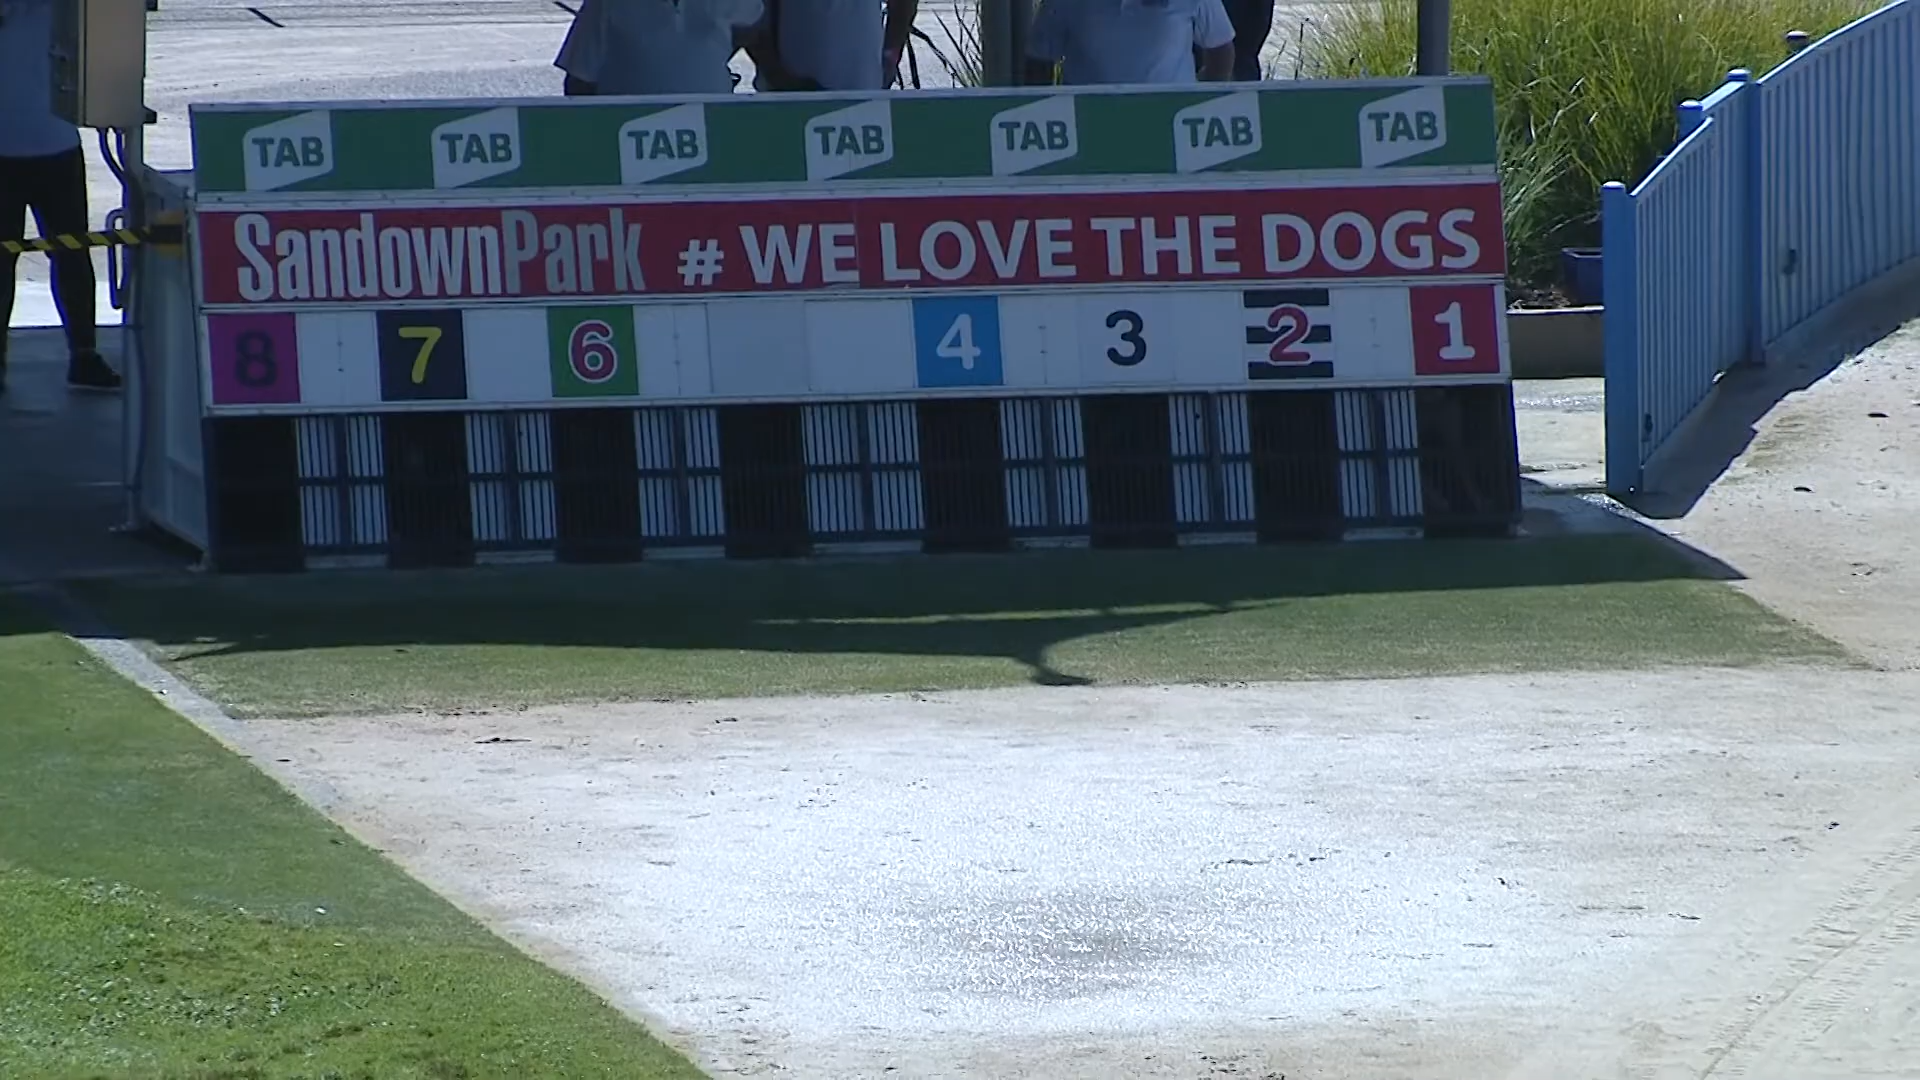 TAB TAB TAB TAB TAB TAB TAB
SandownPark # WE LOVE THE DOGS
8 7 6 4 3 2 1